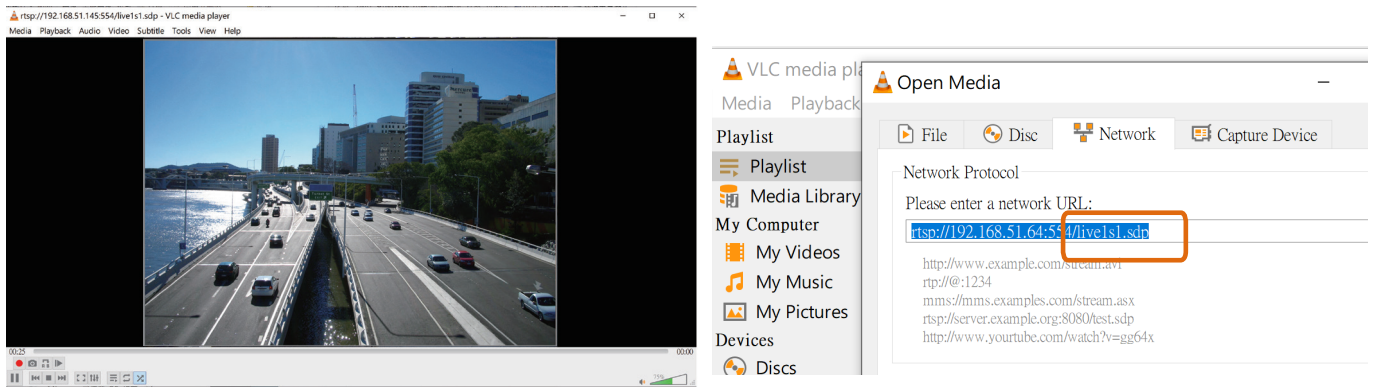 rtsp://192.168.51.145:554/live1s.sdp - VLC media player
Media Playback Audio Video Subtitle Tools View Help
00:25
00:00
79%
VLC media pla
Media Playback
Playlist
Playlist
Media Library
My Computer
My Videos
My Music
My Pictures
Devices
Discs
Open Media
File Disc Network Capture Device
Network Protocol
Please enter a network URL:
rtsp://192.168.51.64:554/live1s1.sdp
http://www.example.com/stream.avi
rtp://@:1234
mms://mms.examples.com/stream.asx
rtsp://server.example.org:8080/test.sdp
http://www.yourtube.com/watch?v=gg64x